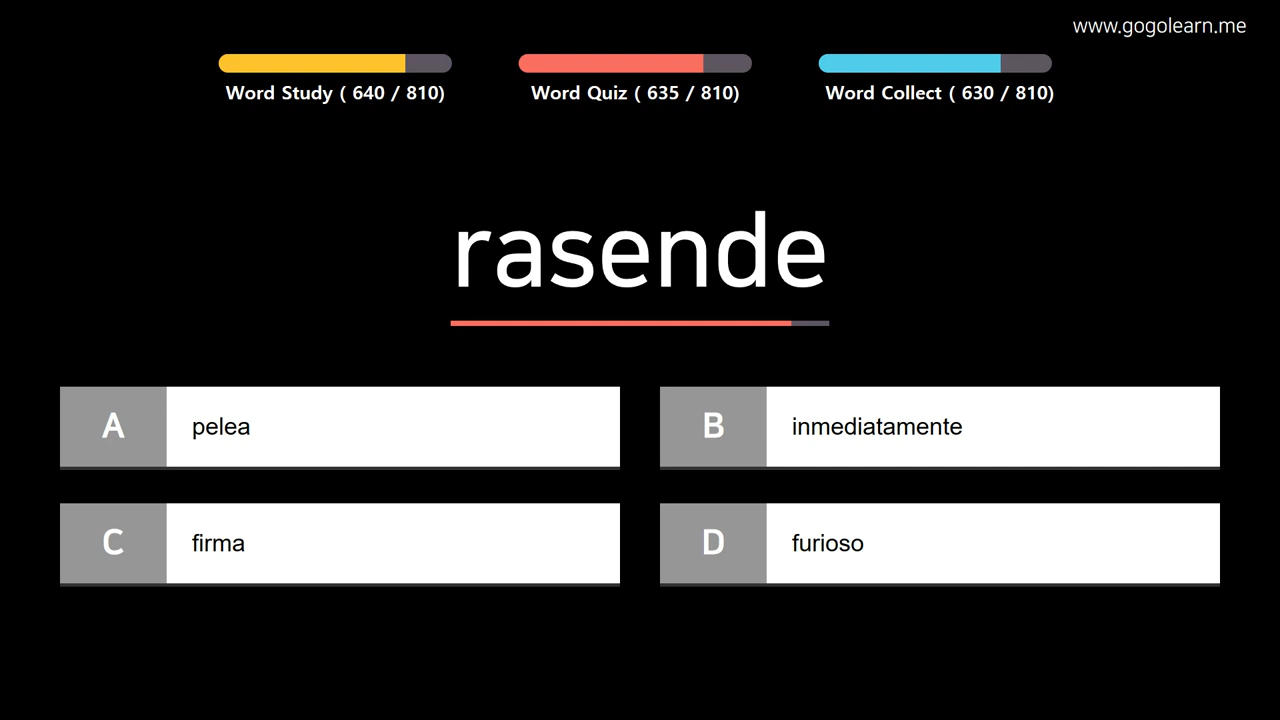 www.gogolearn.me
Word Study ( 640 / 810)
Word Quiz ( 635 / 810)
Word Collect ( 630 / 810)
rasende
A pelea
B inmediatamente
C firma
D furioso